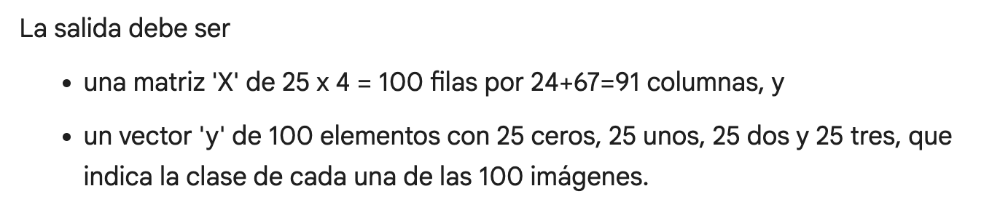 La salida debe ser
• una matriz 'X' de 25 x 4 = 100 filas por 24+67=91 columnas, y
• un vector 'y' de 100 elementos con 25 ceros, 25 unos, 25 dos y 25 tres, que
indica la clase de cada una de las 100 imágenes.